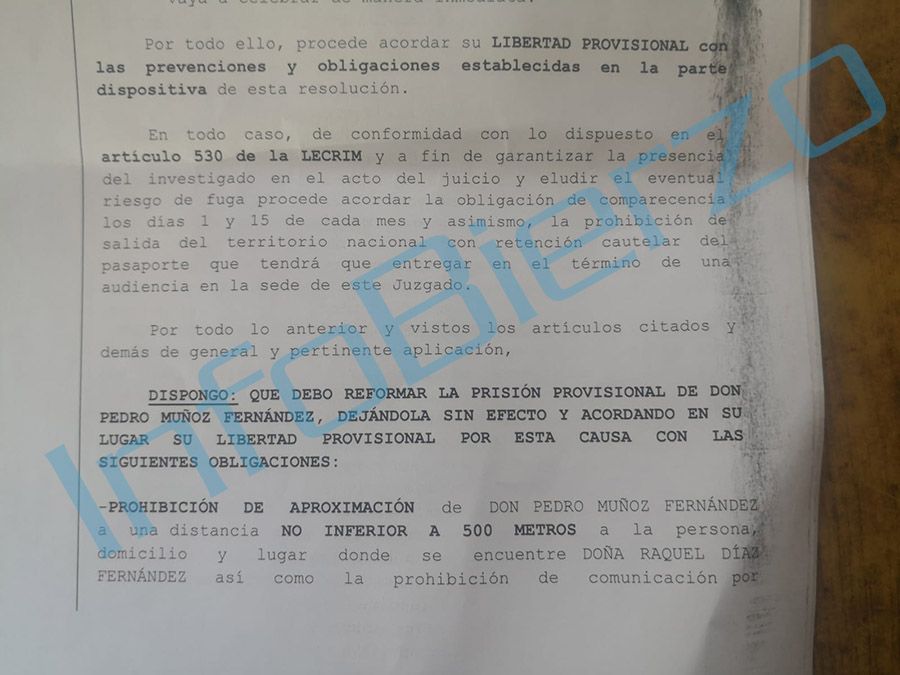 vaya a celebrar de manera inmediata.
Por todo ello, procede acordar su LIBERTAD PROVISIONAL con
las prevenciones y obligaciones establecidas en la parte
dispositiva de esta resolución.
En todo caso, de conformidad con lo dispuesto en el
artículo 530 de la LECRIM y a fin de garantizar la presencia
del investigado en el acto del juicio y eludir el eventual
riesgo de fuga procede acordar la obligación de comparecencia
los días 1 y 15 de cada mes y asimismo, la prohibición de
salida del territorio nacional con retención cautelar del
pasaporte que tendrá que entregar en el término de una
audiencia en la sede de este Juzgado.
Por todo lo anterior y vistos los artículos citados y
demás de general y pertinente aplicación,
DISPONGO: QUE DEBO REFORMAR LA PRISIÓN PROVISIONAL DE DON
PEDRO MUÑOZ FERNÁNDEZ, DEJÁNDOLA SIN EFECTO Y ACORDANDO EN SU
LUGAR SU LIBERTAD PROVISIONAL POR ESTA CAUSA CON LAS
SIGUIENTES OBLIGACIONES:
-PROHIBICIÓN DE APROXIMACIÓN de DON PEDRO MUÑOZ FERNÁNDEZ
a una distancia NO INFERIOR A 500 METROS a la persona,
domicilio y lugar donde se encuentre DOÑA RAQUEL DÍAZ
FERNÁNDEZ así como la prohibición de comunicación por
InfoBierzo